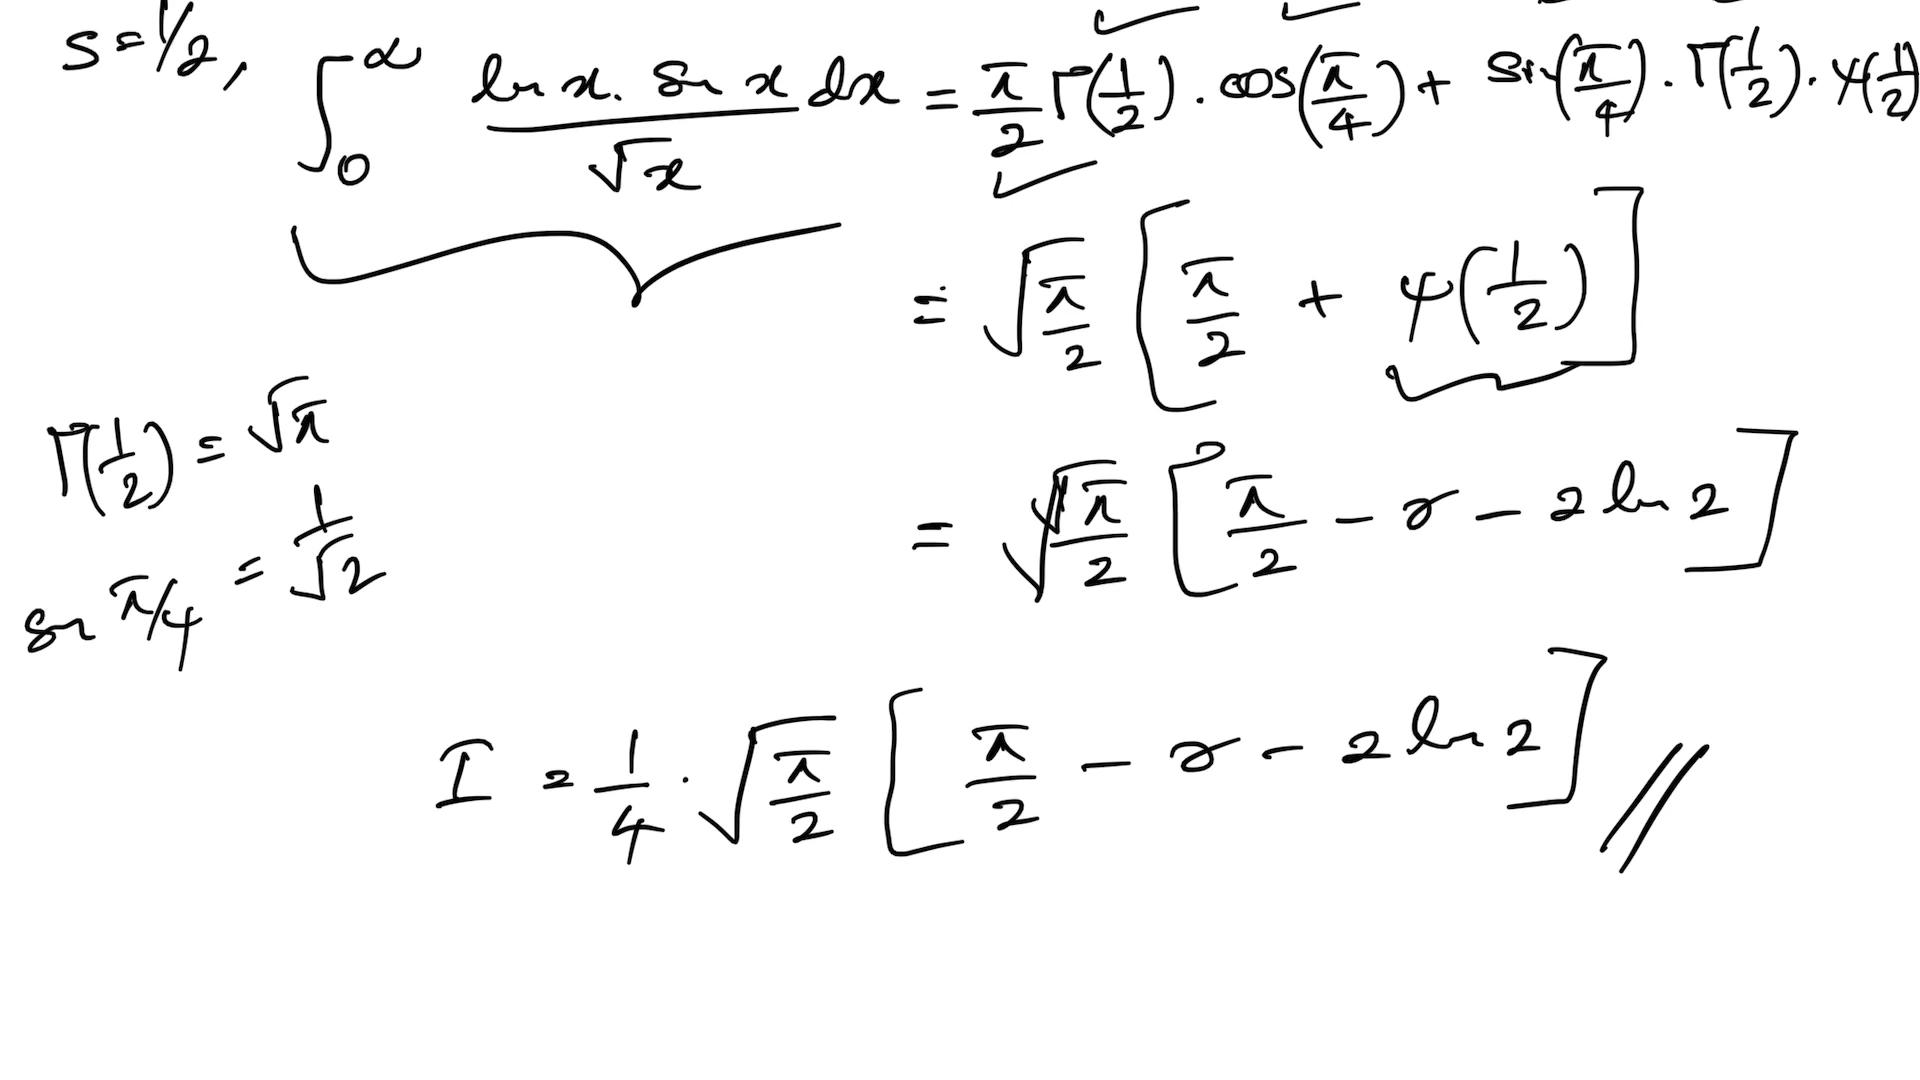 s = 1/2, ∫₀^∞ (ln x . sin x)/√x dx = π/2 Γ(1/2) . cos(π/4) + sin(π/4) . Γ(1/2) . ψ(1/2)
= √(π/2) [π/2 + ψ(1/2)]
Γ(1/2) = √π
= √(π/2) [π/2 − γ − 2 ln 2]
sin π/4 = 1/√2
I = 1/4 . √(π/2) [π/2 − γ − 2 ln 2] //